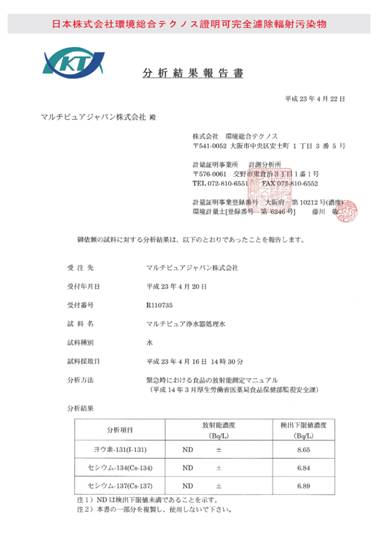 日本株式会社環境総合テクノス證明可完全濾除輻射污染物
KT
分析結果報告書
平成 23 年 4 月 22 日
マルチピュアジャパン株式会社 殿
株式会社 環境総合テクノス
〒541-0052 大阪市中央区安土町 1 丁目 3 番 5 号
計量証明事業所 計測分析所
〒576-0061 交野市東倉治3丁目1番1号
TEL 072-810-6551 FAX 072-810-6552
計量証明事業登録番号 大阪府 第 10212 号(濃度)
環境計量士[登録番号 第 6246 号] 藤川
御依頼の試料に対する分析結果は、以下のとおりであったことを報告します。
受注先 マルチピュアジャパン株式会社
受付年月日 平成 23 年 4 月 20 日
受付番号 R110735
試料名 マルチピュア浄水器処理水
試料種別 水
試料採取日 平成 23 年 4 月 16 日 14 時 30 分
分析方法 緊急時における食品の放射能測定マニュアル
(平成 14 年 3 月厚生労働省医薬局食品保健部監視安全課)
分析結果
分析項目 放射能濃度 (Bq/L) 検出下限値濃度 (Bq/L)
ヨウ素-131(I-131) ND ± 8.65
セシウム-134(Cs-134) ND ± 6.84
セシウム-137(Cs-137) ND ± 6.89
注1) NDは検出下限値未満であることを示す。
注2) 本書の一部分を複製し、使用しないで下さい。